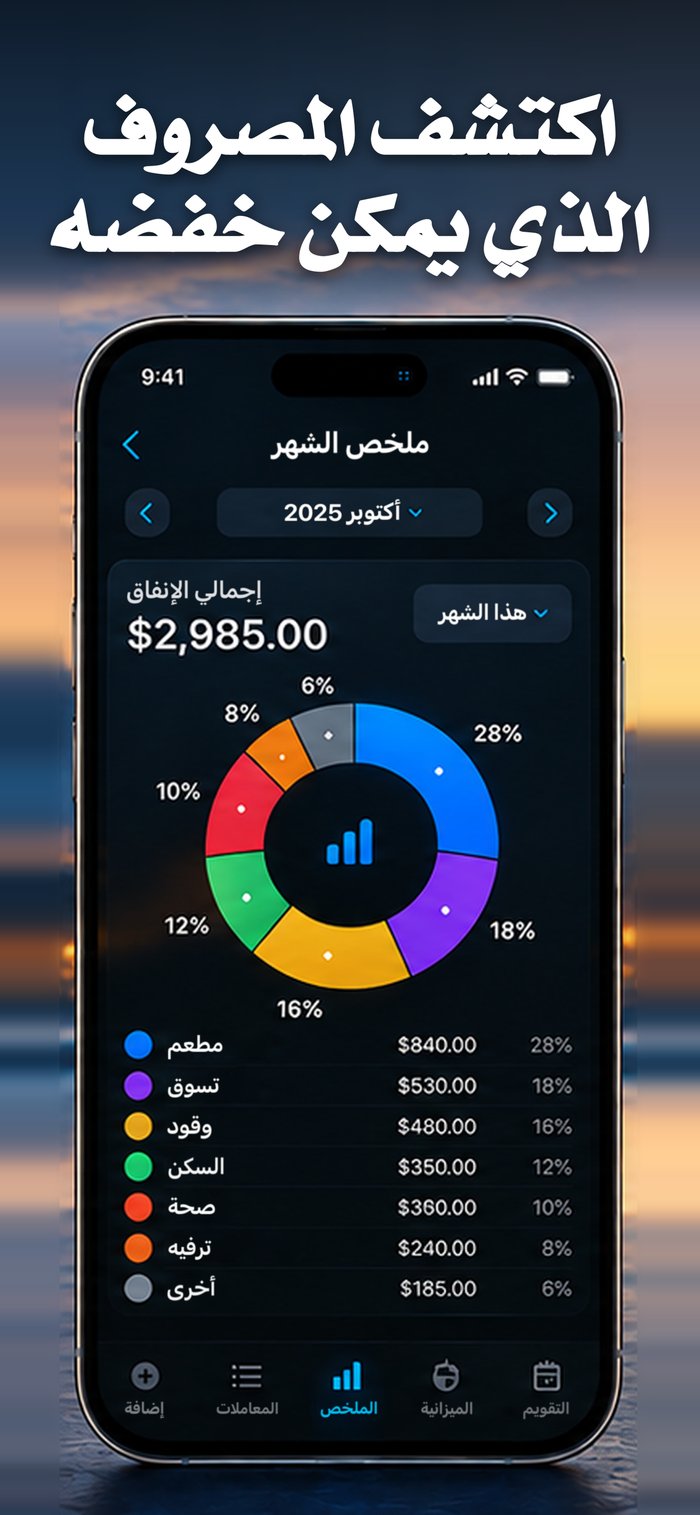 اكتشف المصروف
الذي يمكن خفضه
9:41
ملخص الشهر
أكتوبر 2025
إجمالي الإنفاق
هذا الشهر
$2,985.00
6%
8%
28%
10%
12%
18%
16%
مطعم $840.00 28%
تسوق $530.00 18%
وقود $480.00 16%
السكن $350.00 12%
صحة $360.00 10%
ترفيه $240.00 8%
أخرى $185.00 6%
إضافة المعاملات الملخص الميزانية التقويم